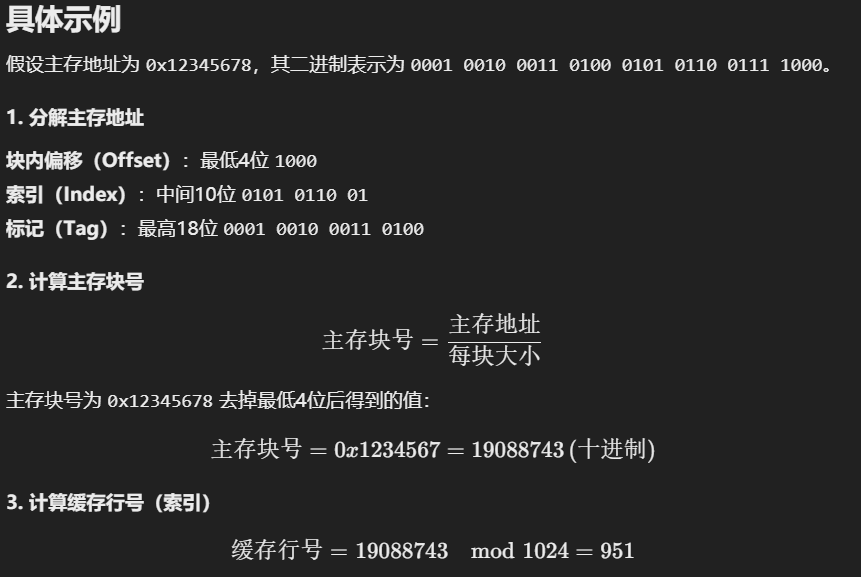 具体示例
假设主存地址为 0x12345678，其二进制表示为 0001 0010 0011 0100 0101 0110 0111 1000。
1. 分解主存地址
块内偏移（Offset）：最低4位 1000
索引（Index）：中间10位 0101 0110 01
标记（Tag）：最高18位 0001 0010 0011 0100
2. 计算主存块号
主存块号 = 主存地址 / 每块大小
主存块号为 0x12345678 去掉最低4位后得到的值：
主存块号 = 0x1234567 = 19088743 (十进制)
3. 计算缓存行号（索引）
缓存行号 = 19088743 mod 1024 = 951